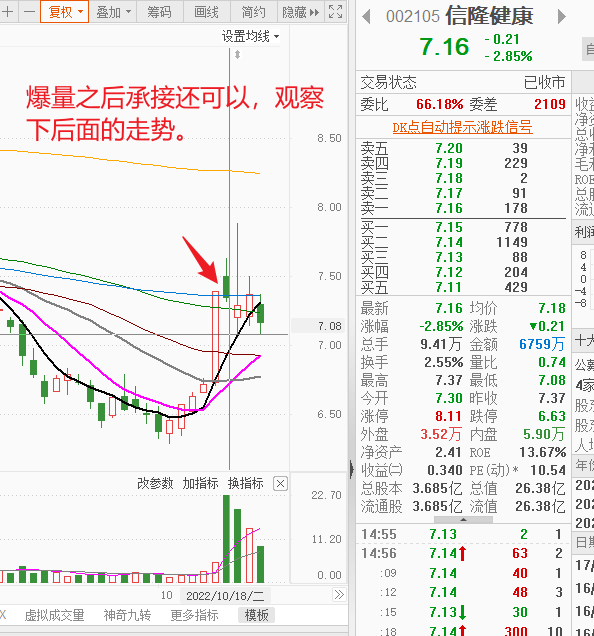 复权 叠加 筹码 画线 简约 隐藏
设置均线
爆量之后承接还可以，观察
下后面的走势。
8.50
8.00
7.50
7.08
7.00
6.50
改参数 加指标 换指标
22.70
11.20
0.00
10 2022/10/18/二
虚拟成交量 神奇九转 更多指标 模板
002105 信隆健康
7.16 -0.21
-2.85%
交易状态 已收市
委比 66.18% 委差 2109
DK点自动提示涨跌信号
卖五 7.20 39
卖四 7.19 229
卖三 7.18 2
卖二 7.17 91
卖一 7.16 178
买一 7.15 778
买二 7.14 1149
买三 7.13 88
买四 7.12 204
买五 7.11 429
最新 7.16 均价 7.18
涨幅 -2.85% 涨跌 ▼0.21
总手 9.41万 金额 6759万
换手 2.55% 量比 0.74
最高 7.37 最低 7.08
今开 7.30 昨收 7.37
涨停 8.11 跌停 6.63
外盘 3.52万 内盘 5.90万
净资产 2.41 ROE 13.67%
收益㈡ 0.340 PE(动)* 10.54
总股本 3.685亿 总值 26.38亿
流通股 3.685亿 流值 26.38亿
14:55 7.13 2 1
14:56 7.14 63 2
:09 7.14 40 1
:12 7.14 48 3
:15 7.13 30 1
:18 7.14 300 10
ROE
利润
8
4
0
-4
-8
十大
公募
4家
股东
股东
人均
年份
202
202
202
日期
17/
16/
16/
16/